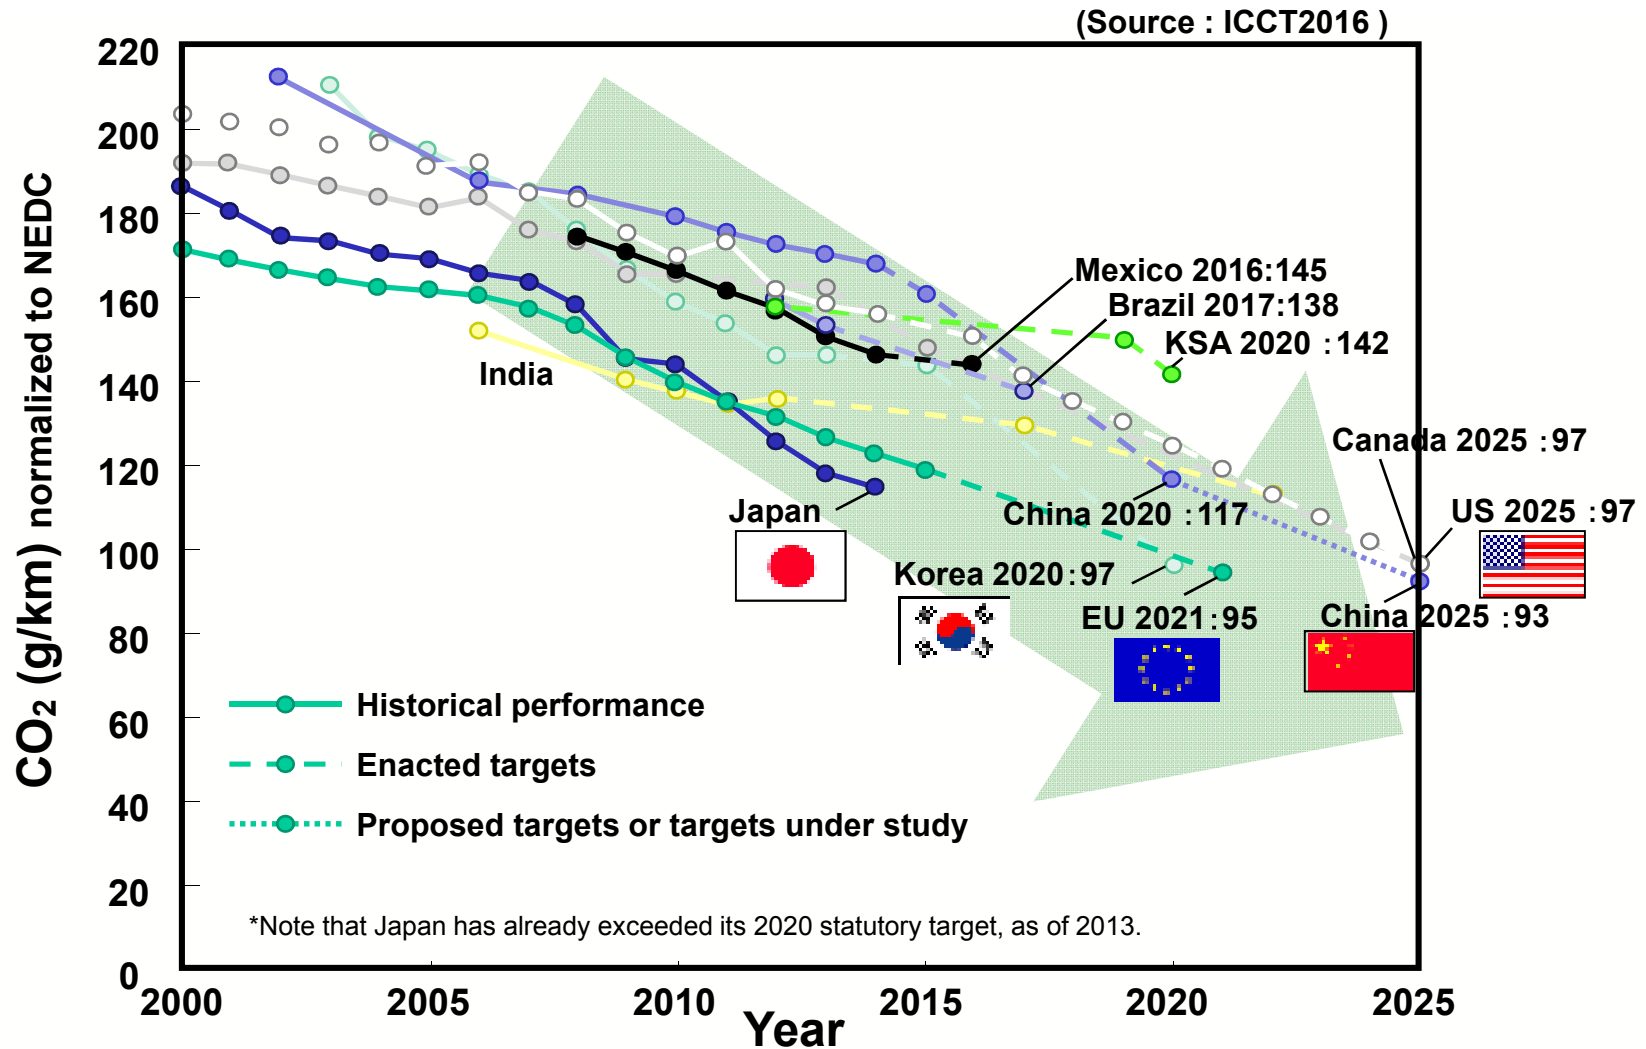 (Source : ICCT2016 )
CO₂ (g/km) normalized to NEDC
220
200
180
160
140
120
100
80
60
40
20
0
Mexico 2016:145
Brazil 2017:138
KSA 2020 :142
India
Canada 2025 :97
Japan
China 2020 :117
US 2025 :97
Korea 2020:97
EU 2021:95
China 2025 :93
Historical performance
Enacted targets
Proposed targets or targets under study
*Note that Japan has already exceeded its 2020 statutory target, as of 2013.
2000
2005
2010
2015
2020
2025
Year